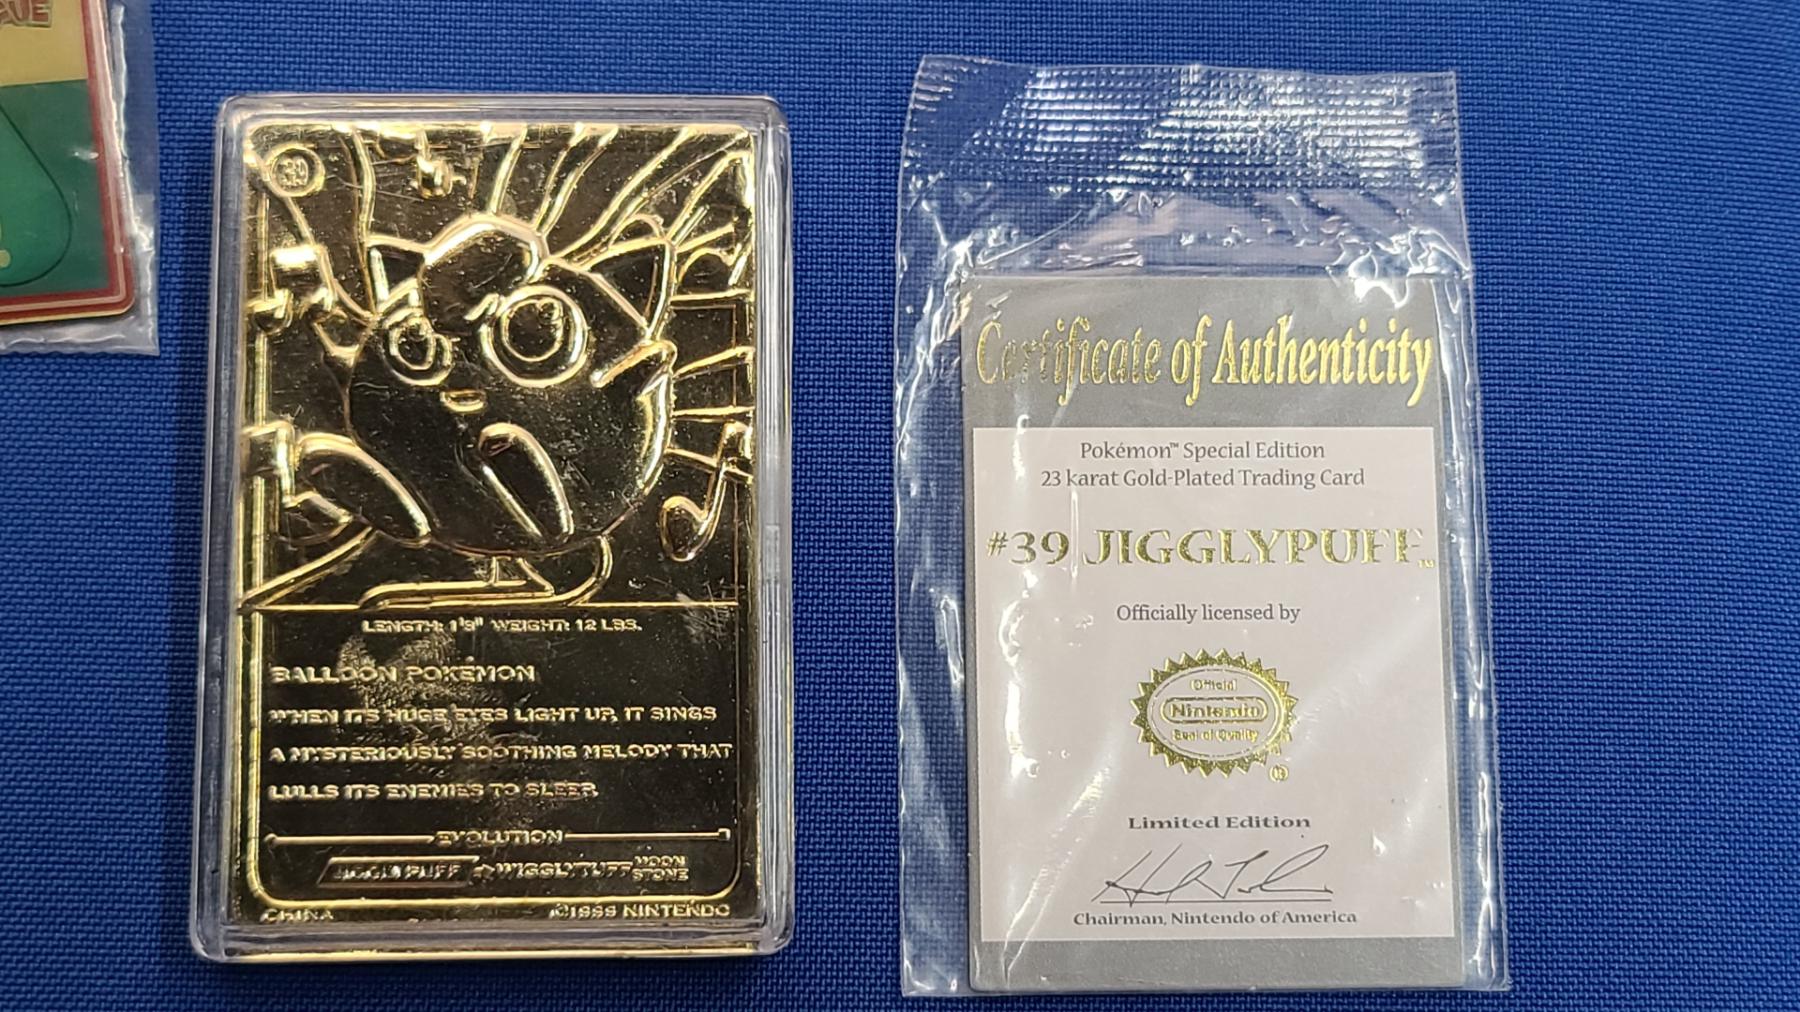 39
LENGTH: 1'8" WEIGHT: 12 LBS.
BALLOON POKÉMON
WHEN ITS HUGE EYES LIGHT UP, IT SINGS
A MYSTERIOUSLY SOOTHING MELODY THAT
LULLS ITS ENEMIES TO SLEEP.
EVOLUTION
JIGGLYPUFF WIGGLYTUFF MOON
STONE
CHINA ©1999 NINTENDO
Certificate of Authenticity
Pokémon™ Special Edition
23 karat Gold-Plated Trading Card
#39 JIGGLYPUFF™
Officially licensed by
Official
Nintendo
Seal of Quality
®
Limited Edition
Chairman, Nintendo of America